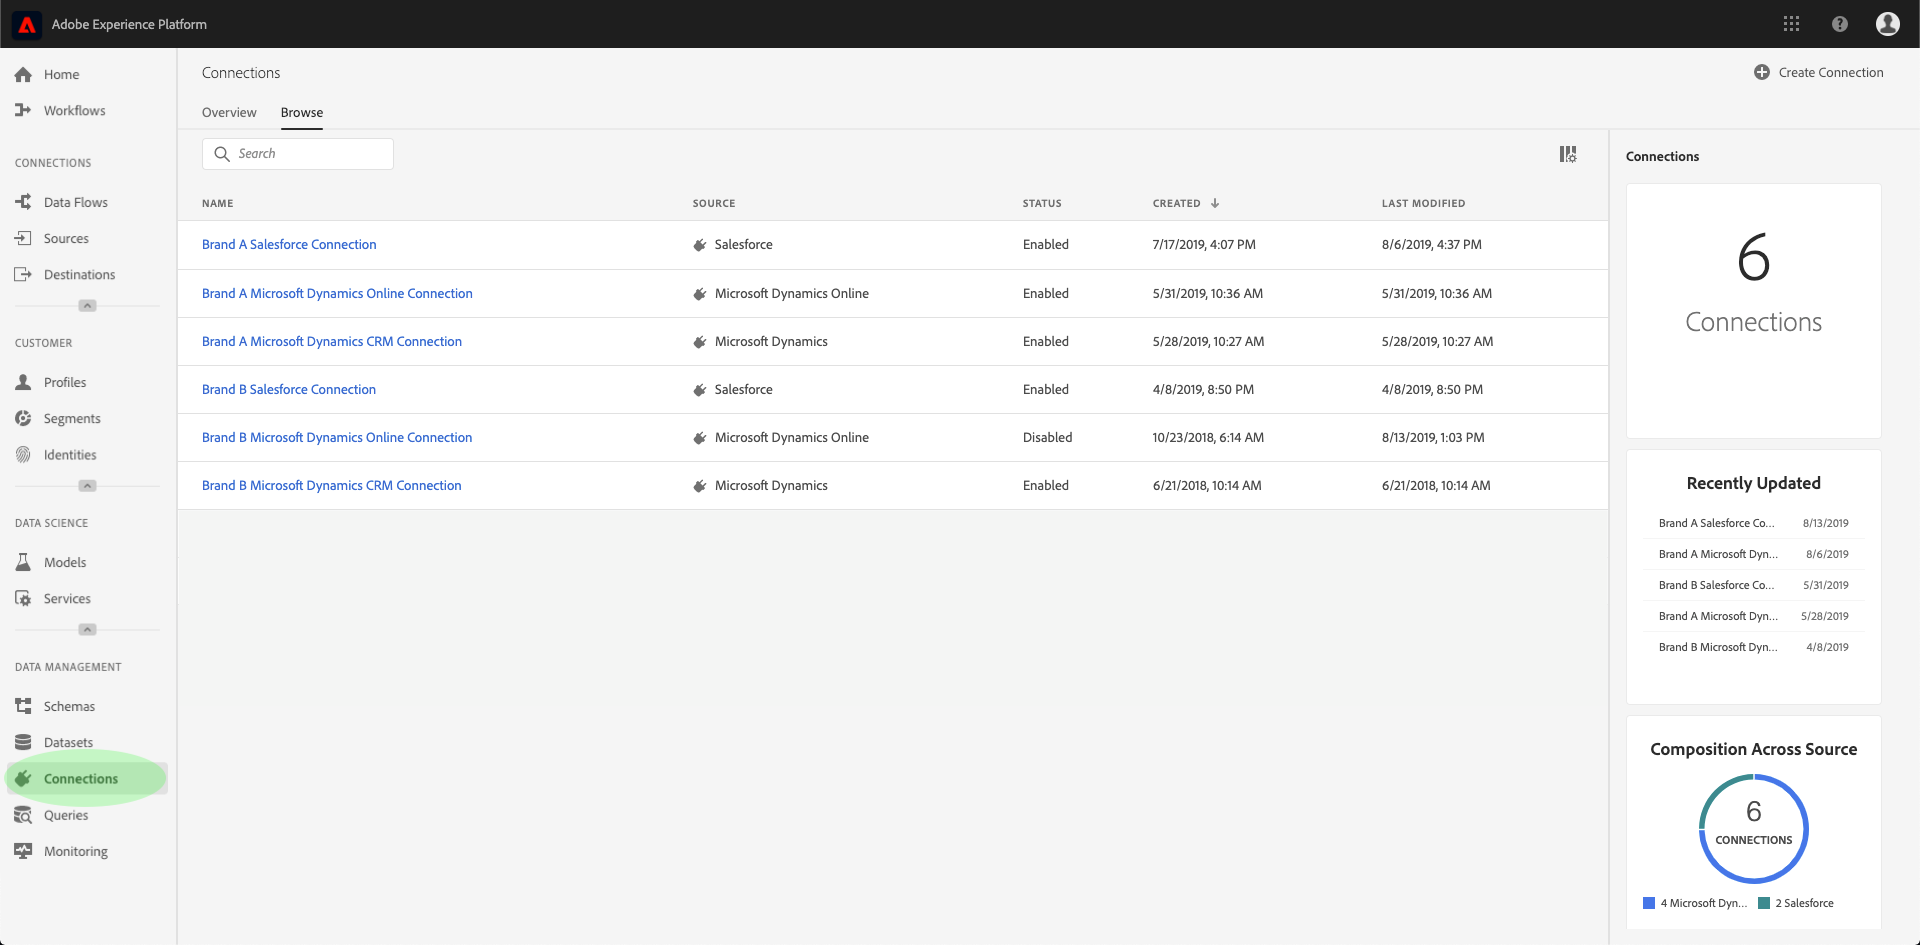 Adobe Experience Platform
Home
Workflows
CONNECTIONS
Data Flows
Sources
Destinations
CUSTOMER
Profiles
Segments
Identities
DATA SCIENCE
Models
Services
DATA MANAGEMENT
Schemas
Datasets
Connections
Queries
Monitoring
Connections
Create Connection
Overview Browse
Search
NAME SOURCE STATUS CREATED LAST MODIFIED
Brand A Salesforce Connection Salesforce Enabled 7/17/2019, 4:07 PM 8/6/2019, 4:37 PM
Brand A Microsoft Dynamics Online Connection Microsoft Dynamics Online Enabled 5/31/2019, 10:36 AM 5/31/2019, 10:36 AM
Brand A Microsoft Dynamics CRM Connection Microsoft Dynamics Enabled 5/28/2019, 10:27 AM 5/28/2019, 10:27 AM
Brand B Salesforce Connection Salesforce Enabled 4/8/2019, 8:50 PM 4/8/2019, 8:50 PM
Brand B Microsoft Dynamics Online Connection Microsoft Dynamics Online Disabled 10/23/2018, 6:14 AM 8/13/2019, 1:03 PM
Brand B Microsoft Dynamics CRM Connection Microsoft Dynamics Enabled 6/21/2018, 10:14 AM 6/21/2018, 10:14 AM
Connections
6
Connections
Recently Updated
Brand A Salesforce Co... 8/13/2019
Brand A Microsoft Dyn... 8/6/2019
Brand B Salesforce Co... 5/31/2019
Brand A Microsoft Dyn... 5/28/2019
Brand B Microsoft Dyn... 4/8/2019
Composition Across Source
6
CONNECTIONS
4 Microsoft Dyn... 2 Salesforce